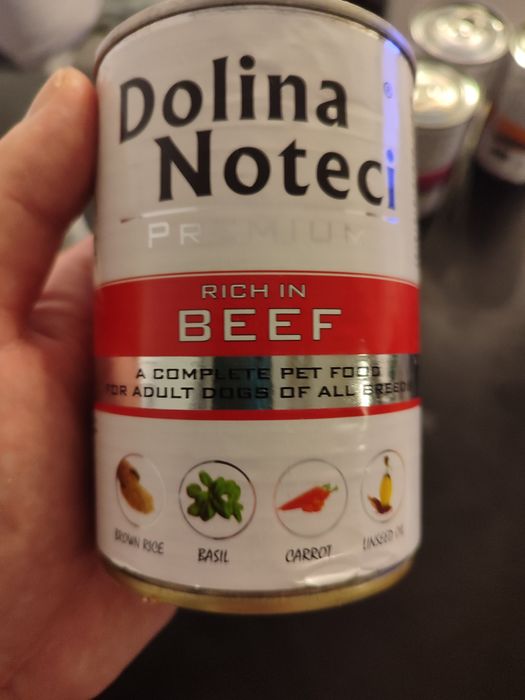 Dolina
Noteci ®
PREMIUM
RICH IN
BEEF
A COMPLETE PET FOOD
FOR ADULT DOGS OF ALL BREEDS
BROWN RICE
BASIL
CARROT
LINSEED OIL